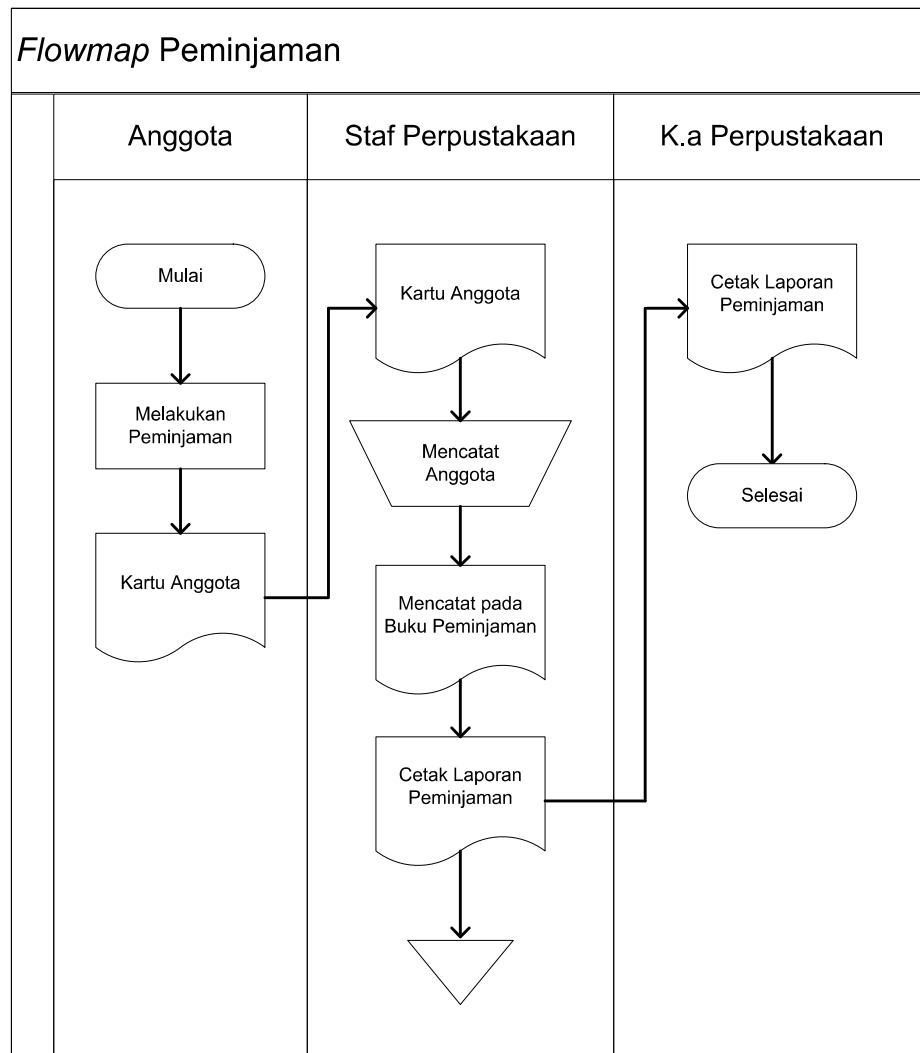 Flowmap Peminjaman
Anggota
Staf Perpustakaan
K.a Perpustakaan
Mulai
Melakukan
Peminjaman
Kartu Anggota
Kartu Anggota
Mencatat
Anggota
Mencatat pada
Buku Peminjaman
Cetak Laporan
Peminjaman
Cetak Laporan
Peminjaman
Selesai